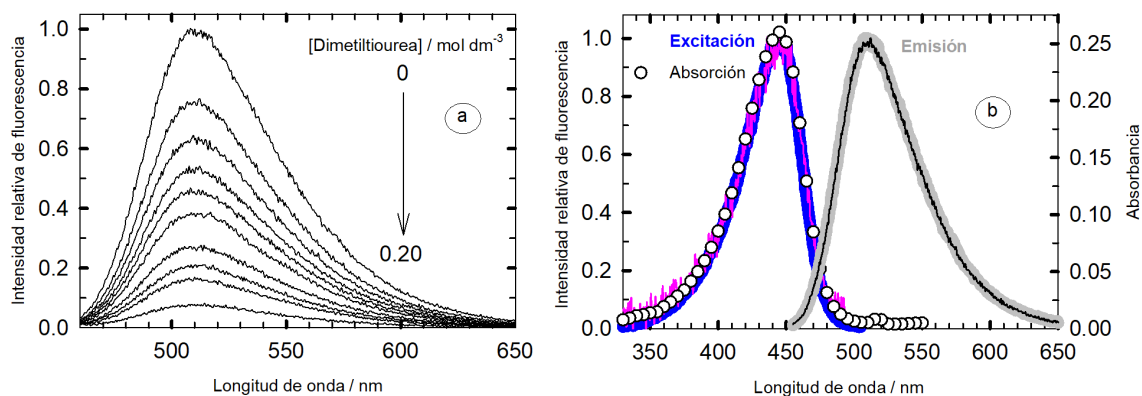 [Dimetiltiourea] / mol dm-3
0
0.20
a
Intensidad relativa de fluorescencia
1.0
0.8
0.6
0.4
0.2
0.0
500 550 600 650
Longitud de onda / nm
Excitación
Absorción
Emisión
b
Intensidad relativa de fluorescencia
1.0
0.8
0.6
0.4
0.2
0.0
350 400 450 500 550 600 650
Longitud de onda / nm
0.25
0.20
0.15
0.10
0.05
0.00
Absorbancia